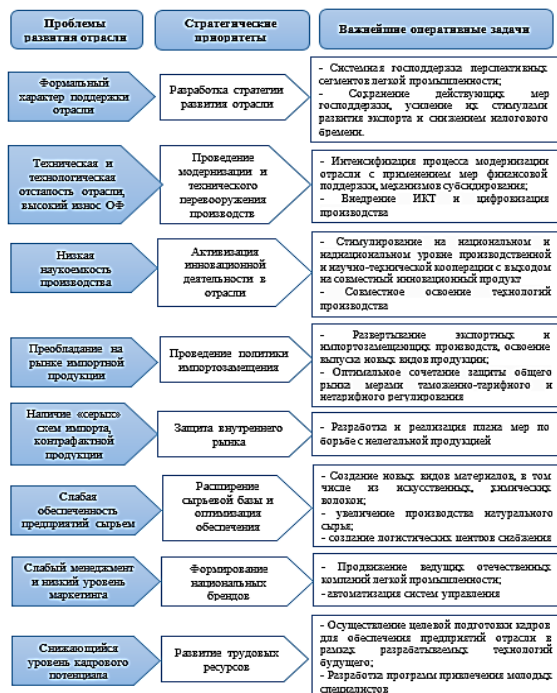 Проблемы
развития отрасли
Стратегические
приоритеты
Важнейшие оперативные задачи
Формальный
характер поддержки
отрасли
Разработка стратегии
развития отрасли
- Системная господдержка перспективных
сегментов легкой промышленности;
- Сохранение действующих мер
господдержки, усиление их стимулами
развития экспорта и снижением налогового
бремени.
Техническая и
технологическая
отсталость отрасли,
высокий износ ОФ
Проведение
модернизации и
технического
перевооружения
производств
- Интенсификация процесса модернизации
отрасли с применением мер финансовой
поддержки, механизмов субсидирования;
- Внедрение ИКТ и цифровизация
производства
Низкая
наукоемкость
производства
Активизация
инновационной
деятельности в
отрасли
- Стимулирование на национальном и
наднациональном уровне производственной
и научно-технической кооперации с выходом
на совместный инновационный продукт
- Совместное освоение технологий
производства
Преобладание на
рынке импортной
продукции
Проведение политики
импортозамещения
- Развертывание экспортных и
импортозамещающих производств, освоение
выпуска новых видов продукции;
- Оптимальное сочетание защиты общего
рынка мерами таможенно-тарифного и
нетарифного регулирования
Наличие «серых»
схем импорта,
контрафактной
продукции
Защита внутреннего
рынка
- Разработка и реализация плана мер по
борьбе с нелегальной продукцией
Слабая
обеспеченность
предприятий сырьем
Расширение
сырьевой базы и
оптимизация
обеспечения
- Создание новых видов материалов, в том
числе из искусственных, химических
волокон;
- увеличение производства натурального
сырья;
- создание логистических центров снабжения
Слабый менеджмент
и низкий уровень
маркетинга
Формирование
национальных
брендов
- Продвижение ведущих отечественных
компаний легкой промышленности;
- автоматизация систем управления
Снижающийся
уровень кадрового
потенциала
Развитие трудовых
ресурсов
- Осуществление целевой подготовки кадров
для обеспечения предприятий отрасли в
рамках разрабатываемых технологий
будущего;
- Разработка программ привлечения молодых
специалистов